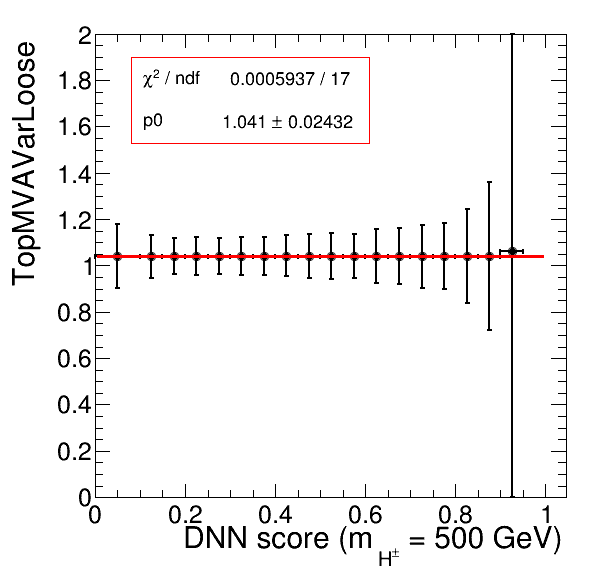 TopMVAVarLoose
2
1.8
1.6
1.4
1.2
1
0.8
0.6
0.4
0.2
0
χ² / ndf 0.0005937 / 17
p0 1.041 ± 0.02432
0 0.2 0.4 0.6 0.8 1
DNN score (m_H± = 500 GeV)